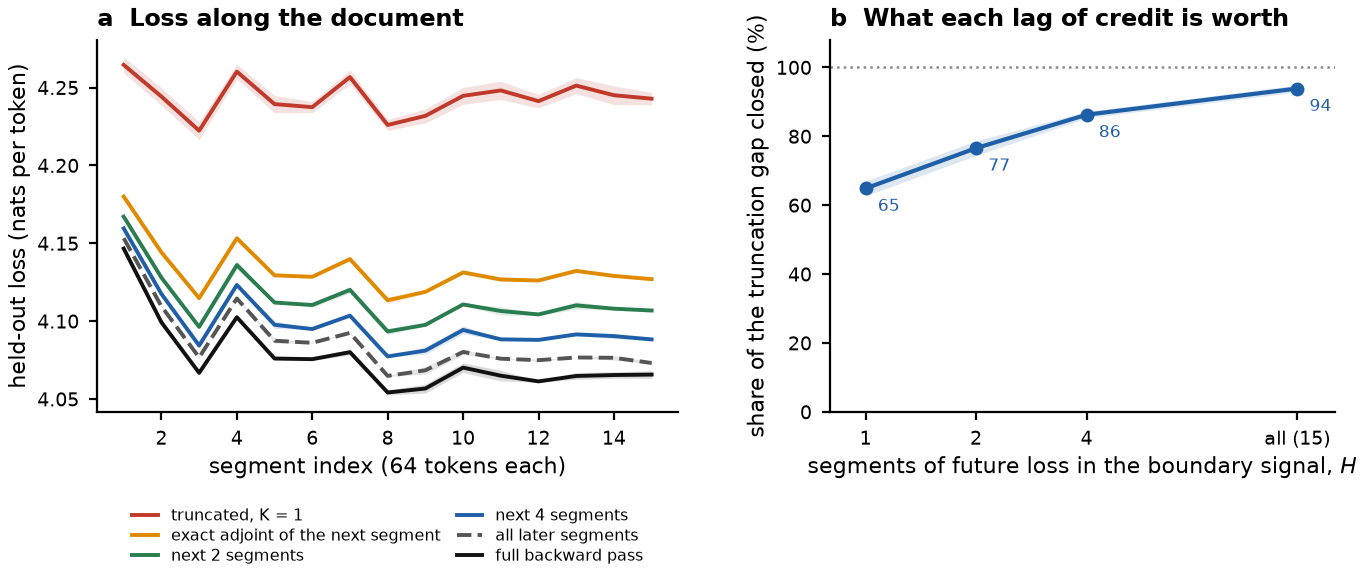 a Loss along the document
held-out loss (nats per token)
4.25
4.20
4.15
4.10
4.05
2 4 6 8 10 12 14
segment index (64 tokens each)
truncated, K = 1
exact adjoint of the next segment
next 2 segments
next 4 segments
all later segments
full backward pass
b What each lag of credit is worth
share of the truncation gap closed (%)
100
80
60
40
20
0
65
77
86
94
1 2 4 all (15)
segments of future loss in the boundary signal, H